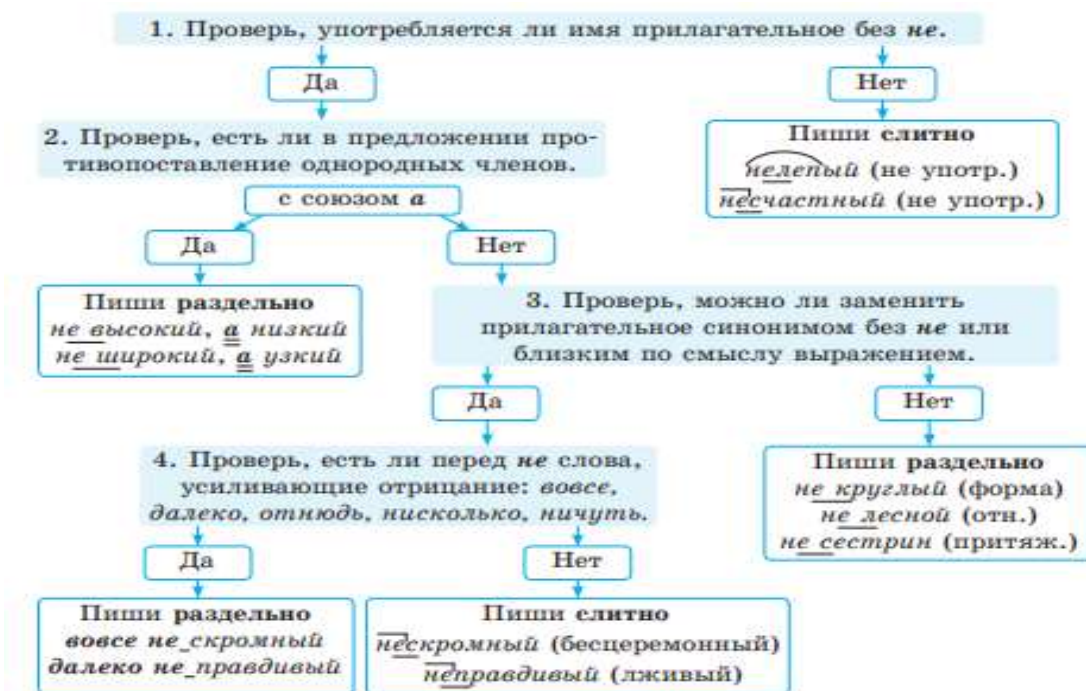 1. Проверь, употребляется ли имя прилагательное без не.
Да
Нет
2. Проверь, есть ли в предложении про-
тивопоставление однородных членов.
Пиши слитно
нелепый (не употр.)
несчастный (не употр.)
с союзом а
Да
Нет
Пиши раздельно
не высокий, а низкий
не широкий, а узкий
3. Проверь, можно ли заменить
прилагательное синонимом без не или
близким по смыслу выражением.
Да
Нет
4. Проверь, есть ли перед не слова,
усиливающие отрицание: вовсе,
далеко, отнюдь, нисколько, ничуть.
Пиши раздельно
не круглый (форма)
не лесной (отн.)
не сестрин (притяж.)
Да
Нет
Пиши раздельно
вовсе не_скромный
далеко не_правдивый
Пиши слитно
нескромный (бесцеремонный)
неправдивый (лживый)